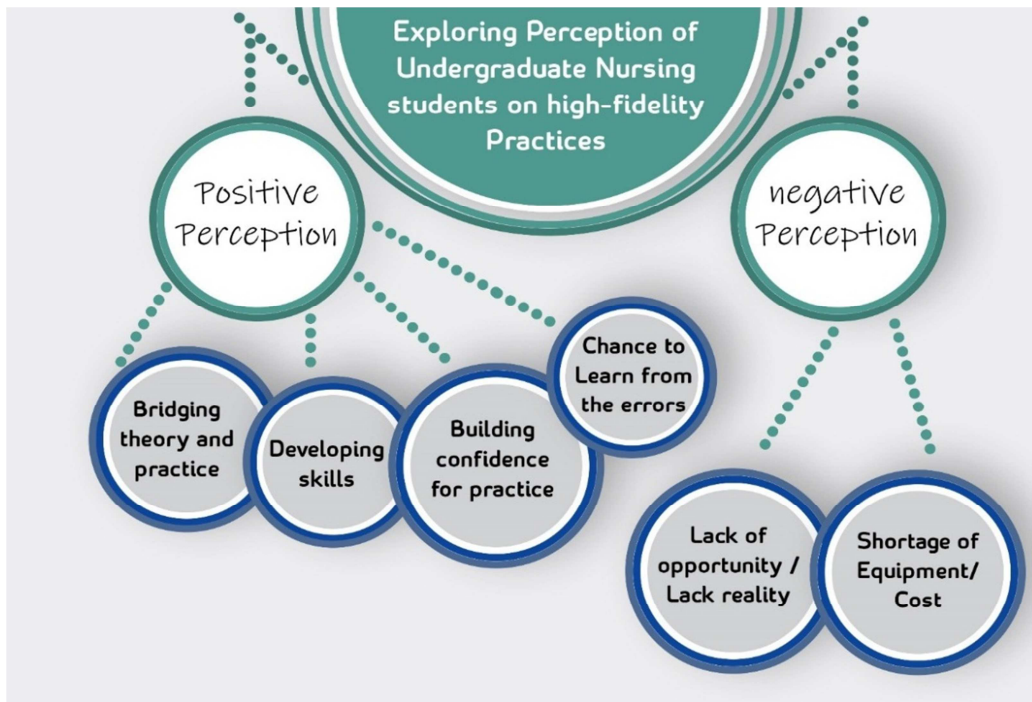 Exploring Perception of
Undergraduate Nursing
students on high-fidelity
Practices
Positive
Perception
negative
Perception
Bridging
theory and
practice
Developing
skills
Building
confidence
for practice
Chance to
Learn from
the errors
Lack of
opportunity /
Lack reality
Shortage of
Equipment/
Cost